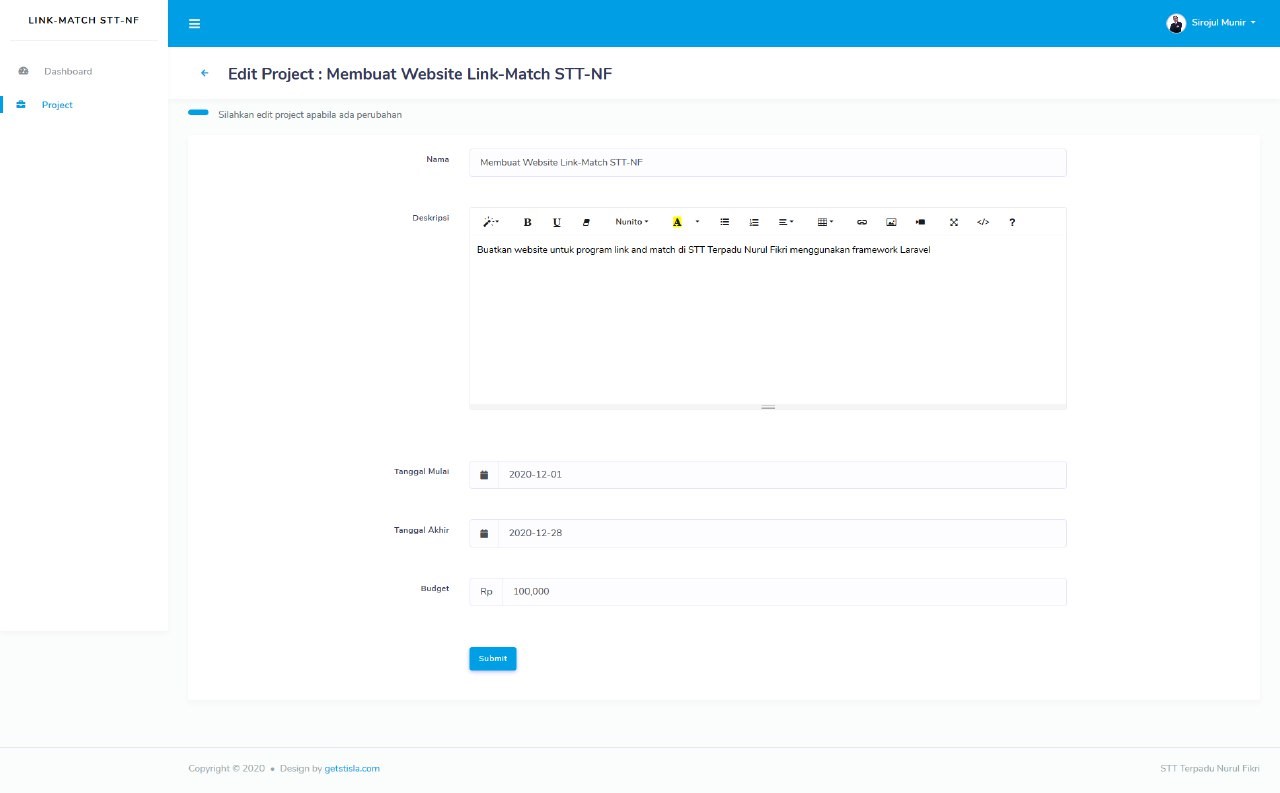 LINK-MATCH STT-NF
Sirojul Munir
Dashboard
Project
Edit Project : Membuat Website Link-Match STT-NF
Silahkan edit project apabila ada perubahan
Nama
Membuat Website Link-Match STT-NF
Deskripsi
B U Nunito A </> ?
Buatkan website untuk program link and match di STT Terpadu Nurul Fikri menggunakan framework Laravel
Tanggal Mulai
2020-12-01
Tanggal Akhir
2020-12-28
Budget
Rp 100,000
Submit
Copyright © 2020 • Design by getstisla.com
STT Terpadu Nurul Fikri